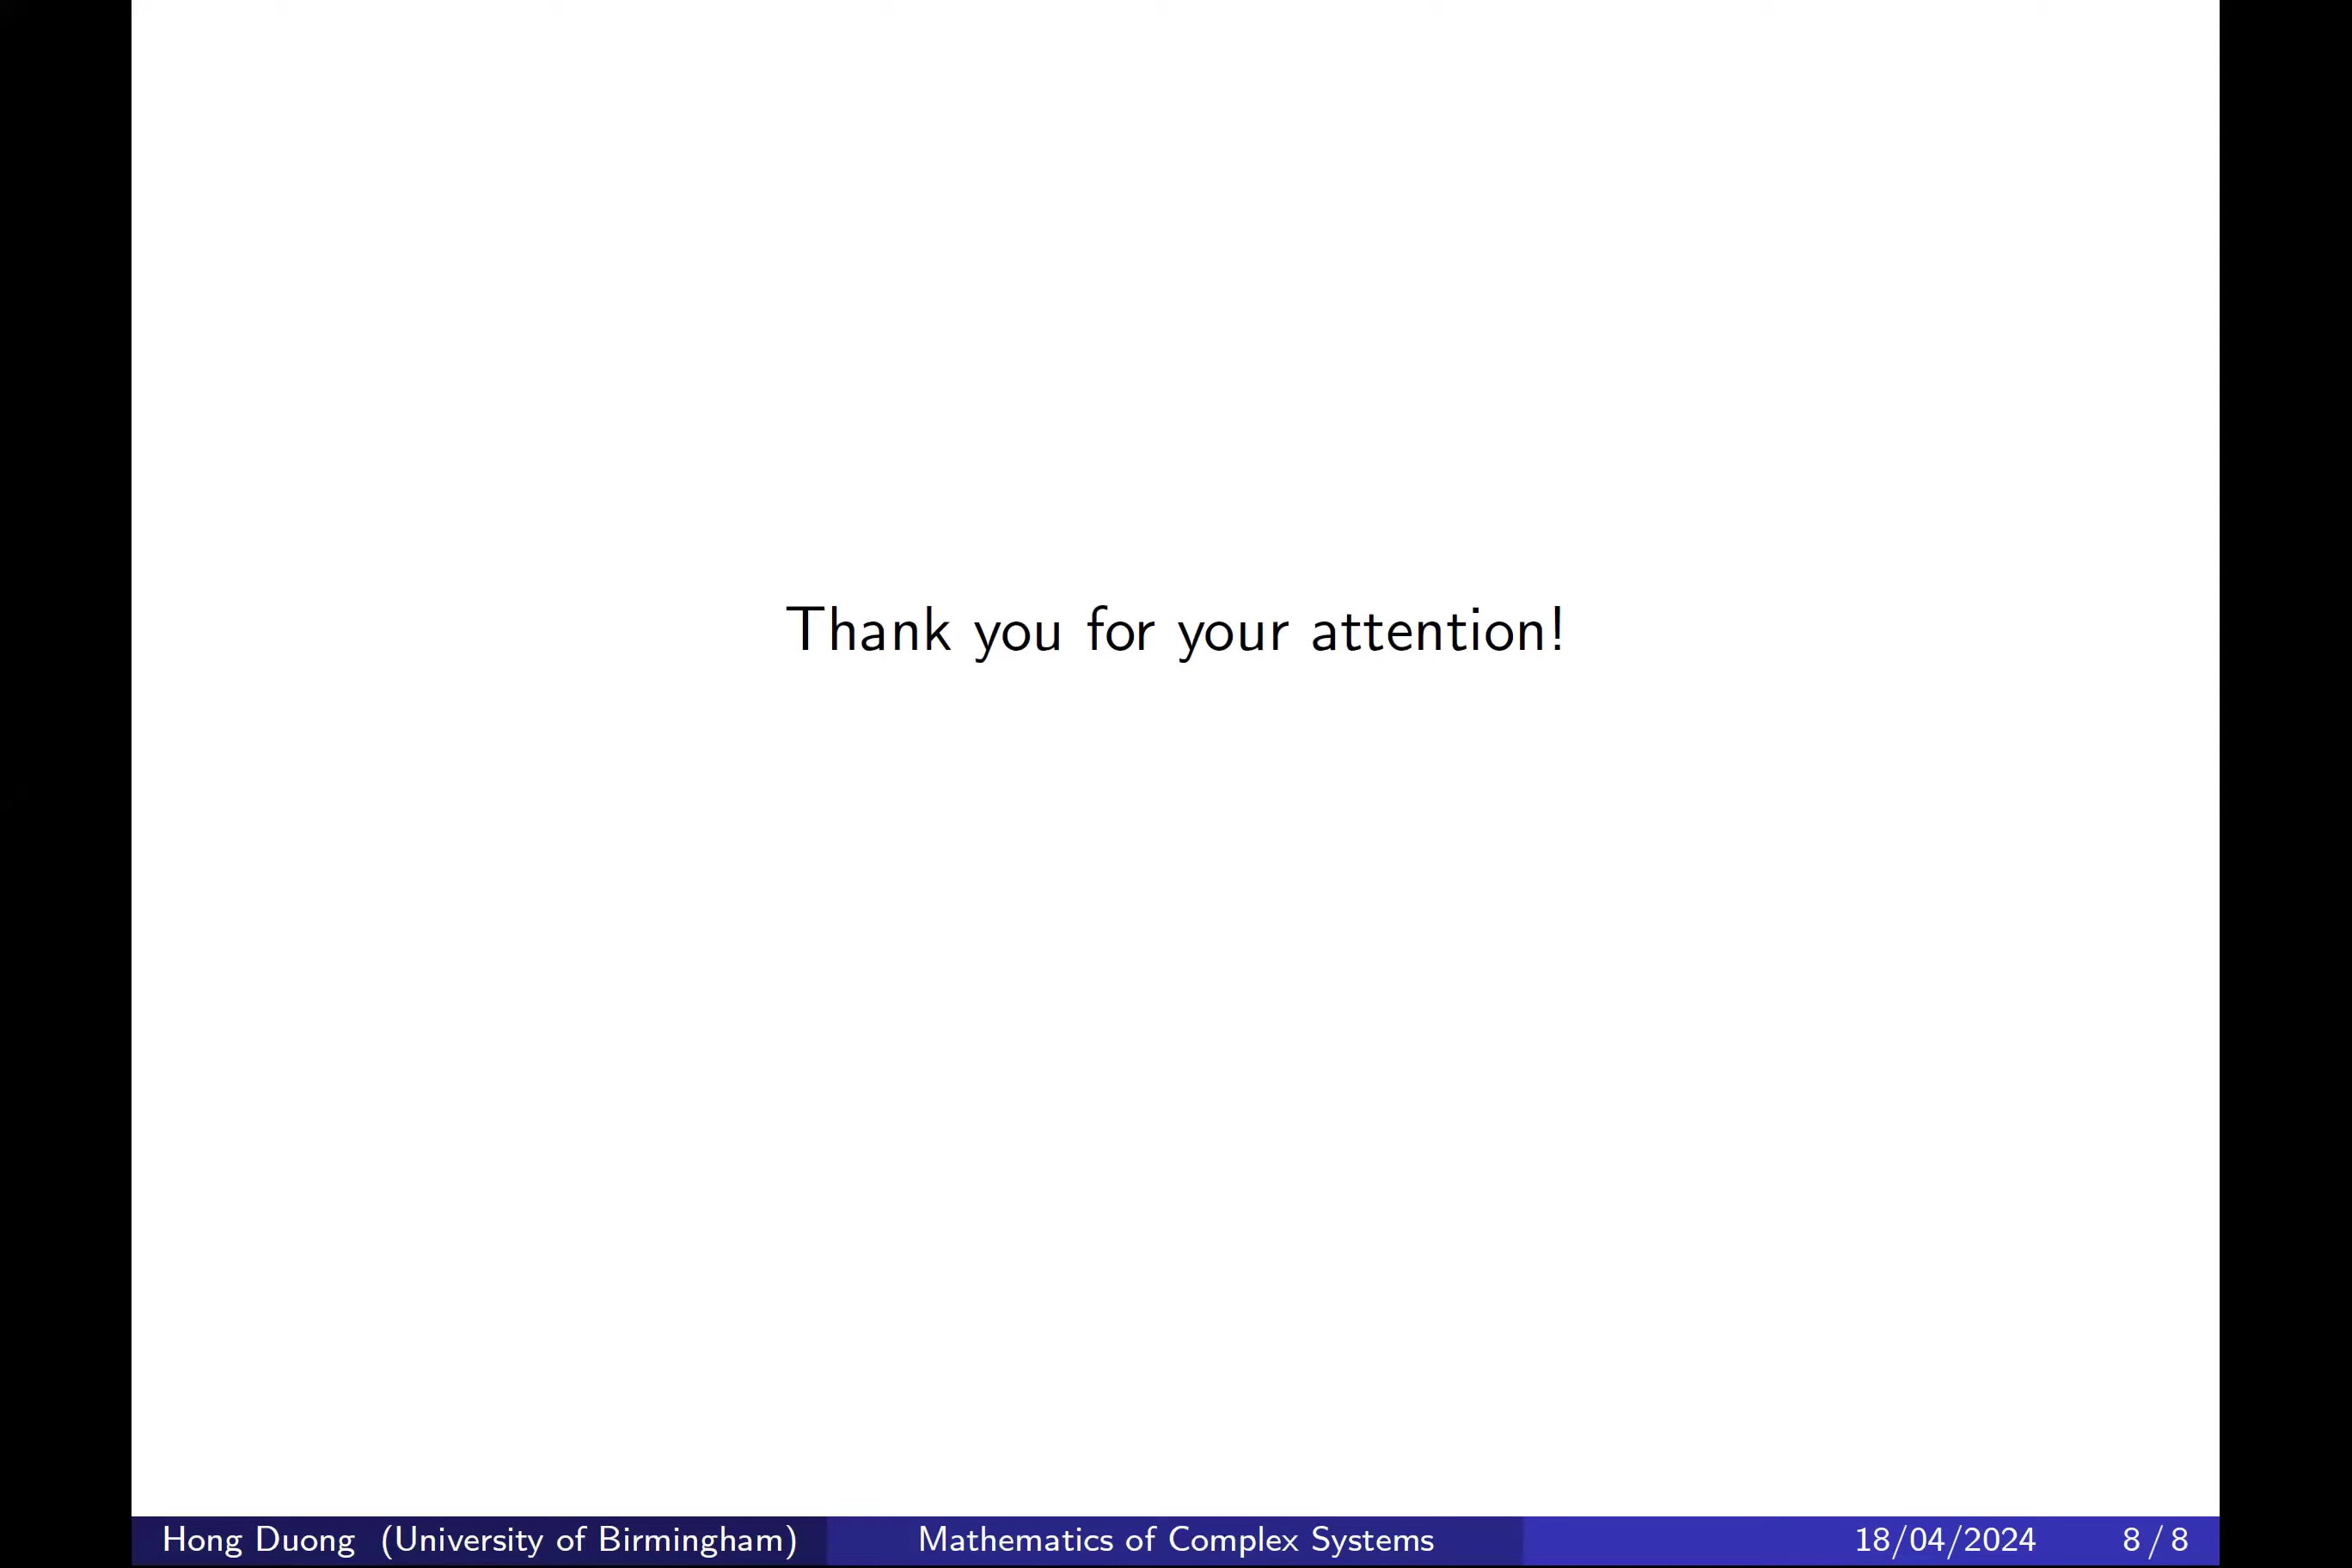 Thank you for your attention!
Hong Duong (University of Birmingham) Mathematics of Complex Systems 18/04/2024 8 / 8